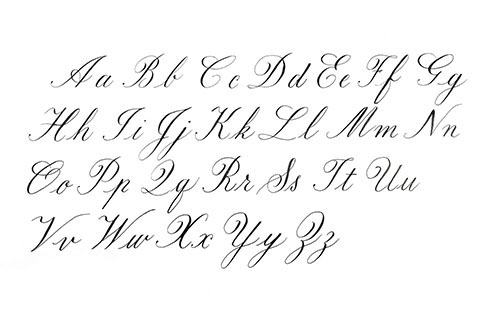 Aa Bb Cc Dd Ee Ff Gg
Hh Ii Jj Kk Ll Mm Nn
Oo Pp Qq Rr Ss Tt Uu
Vv Ww Xx Yy Zz